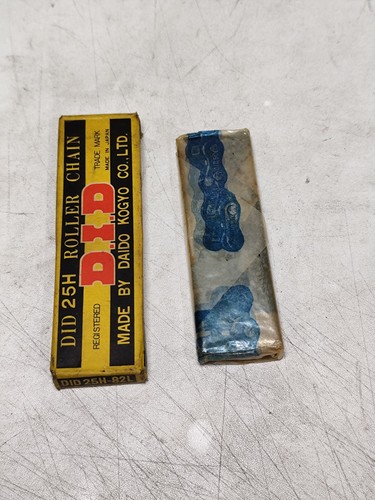 DID 25H ROLLER CHAIN
REGISTERED
D.I.D
TRADE MARK
MADE IN JAPAN
MADE BY DAIDO KOGYO CO., LTD.
DID 25H-82L